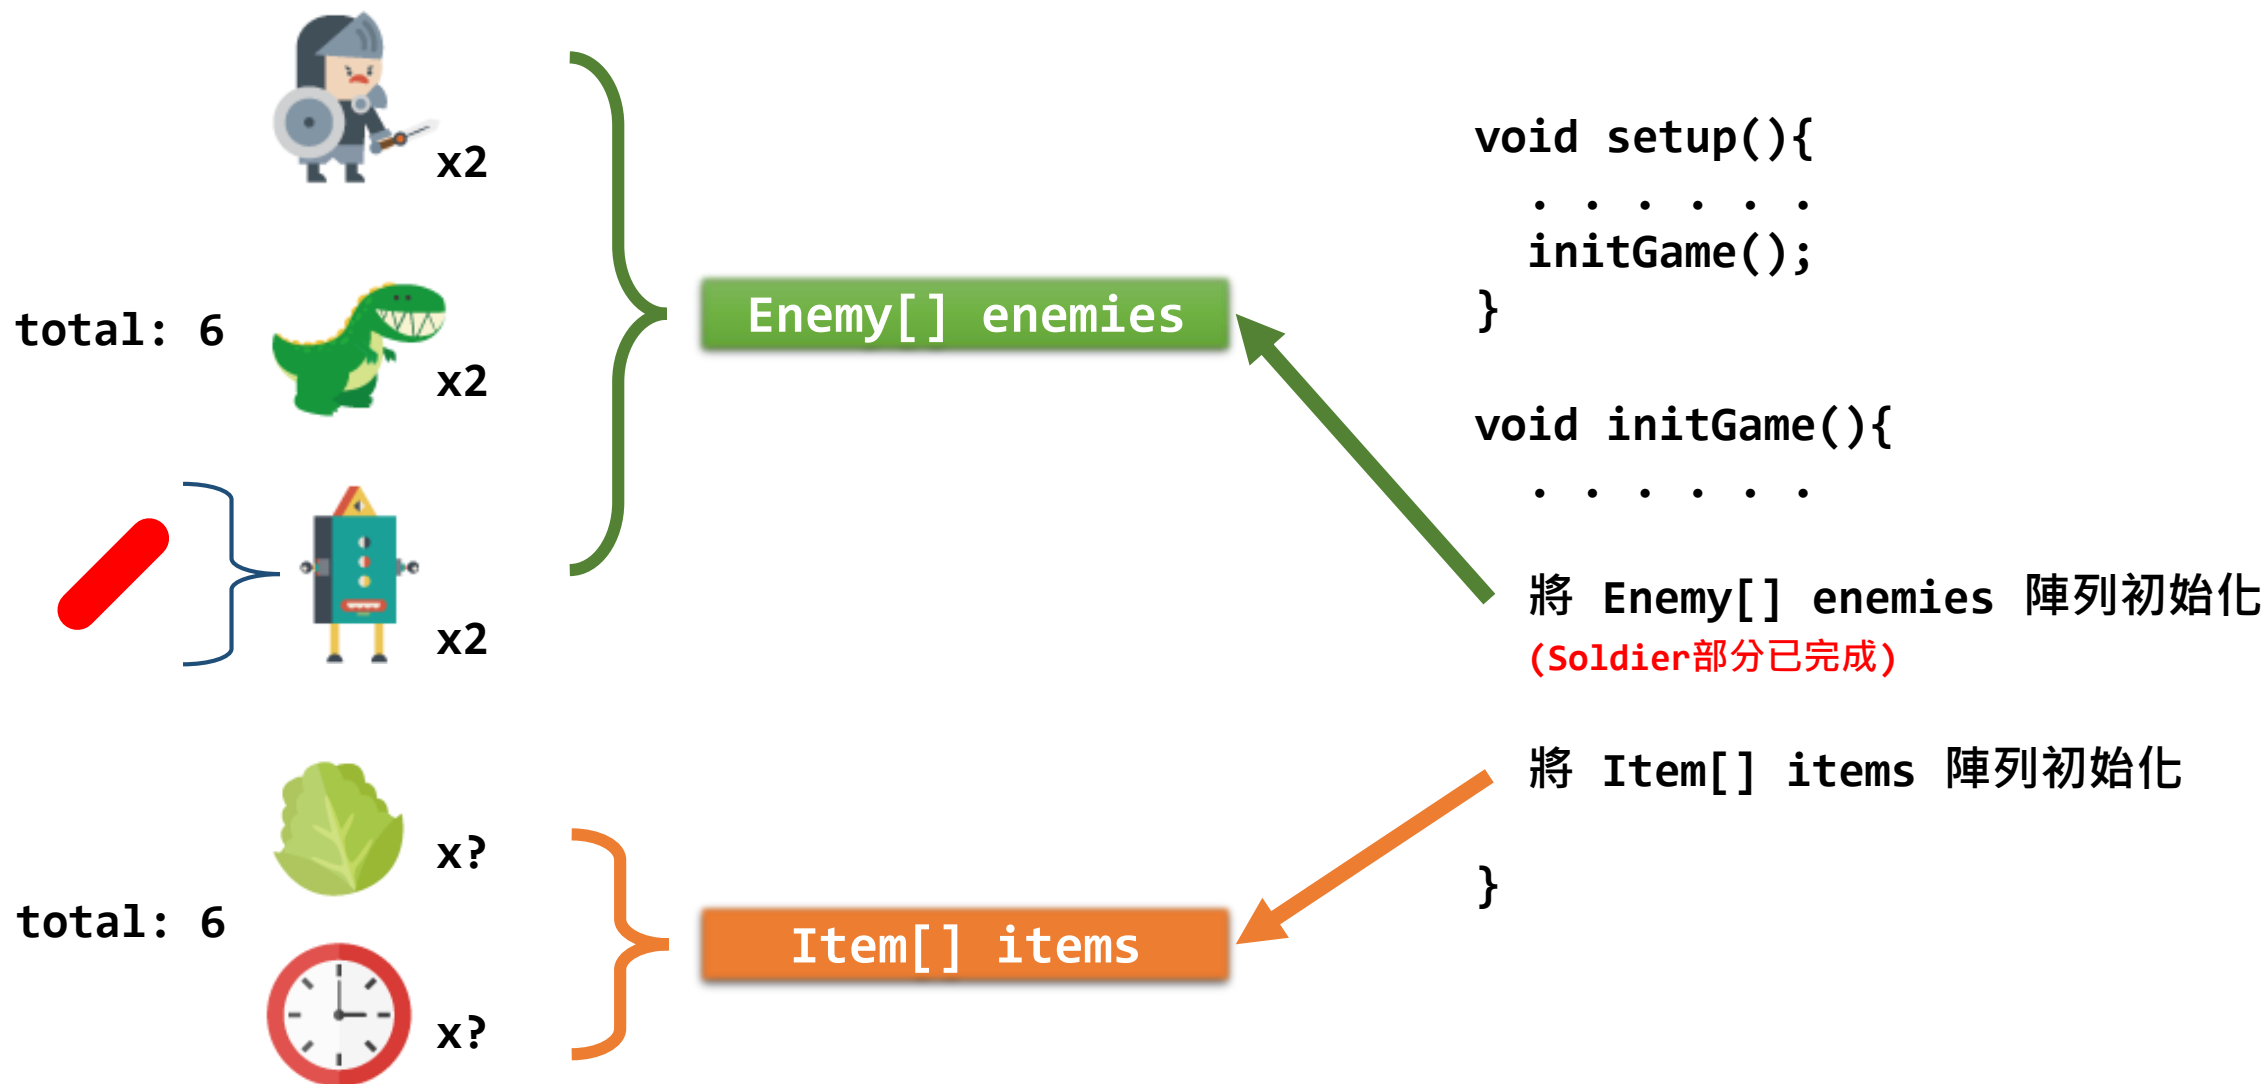 x2
total: 6
x2
x2
x?
total: 6
x?
Enemy[] enemies
Item[] items
void setup(){
. . . . . .
initGame();
}
void initGame(){
. . . . . .
將 Enemy[] enemies 陣列初始化
(Soldier部分已完成)
將 Item[] items 陣列初始化
}